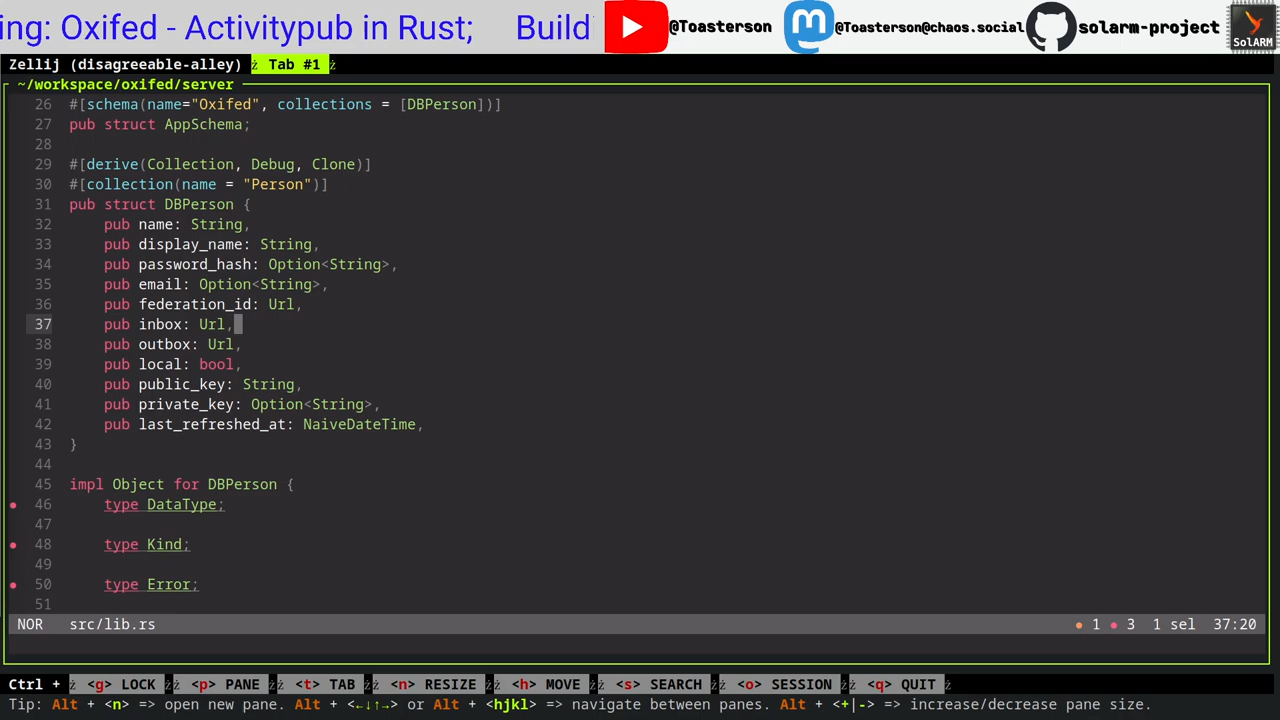 ing: Oxifed - Activitypub in Rust;    Build
@Toasterson
@Toasterson@chaos.social
solarm-project
SolARM
Zellij (disagreeable-alley)  Tab #1
~/workspace/oxifed/server
26 #[schema(name="Oxifed", collections = [DBPerson])]
27 pub struct AppSchema;
28
29 #[derive(Collection, Debug, Clone)]
30 #[collection(name = "Person")]
31 pub struct DBPerson {
32     pub name: String,
33     pub display_name: String,
34     pub password_hash: Option<String>,
35     pub email: Option<String>,
36     pub federation_id: Url,
37     pub inbox: Url,
38     pub outbox: Url,
39     pub local: bool,
40     pub public_key: String,
41     pub private_key: Option<String>,
42     pub last_refreshed_at: NaiveDateTime,
43 }
44
45 impl Object for DBPerson {
46     type DataType;
47
48     type Kind;
49
50     type Error;
51
NOR   src/lib.rs   ● 1 ● 3  1 sel  37:20
Ctrl +  <g> LOCK  <p> PANE  <t> TAB  <n> RESIZE  <h> MOVE  <s> SEARCH  <o> SESSION  <q> QUIT
Tip: Alt + <n> => open new pane. Alt + <←↓↑→> or Alt + <hjkl> => navigate between panes. Alt + <+|-> => increase/decrease pane size.